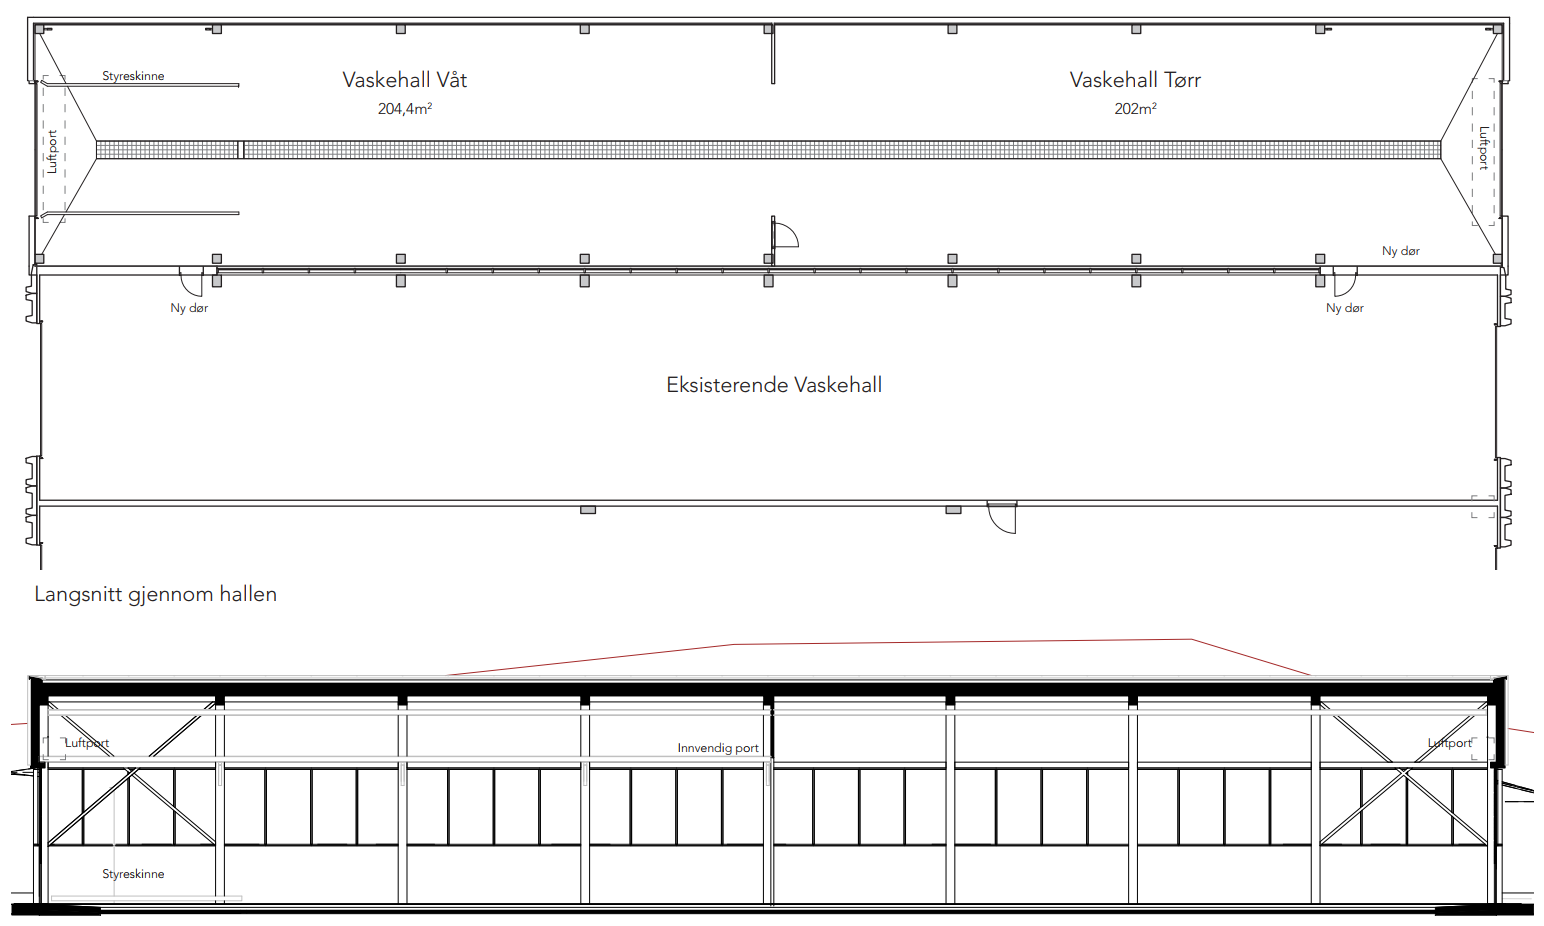 Styreskinne
Vaskehall Våt
204,4m²
Vaskehall Tørr
202m²
Luftport
Luftport
Ny dør
Ny dør
Ny dør
Eksisterende Vaskehall
Langsnitt gjennom hallen
Luftport
Innvendig port
Luftport
Styreskinne